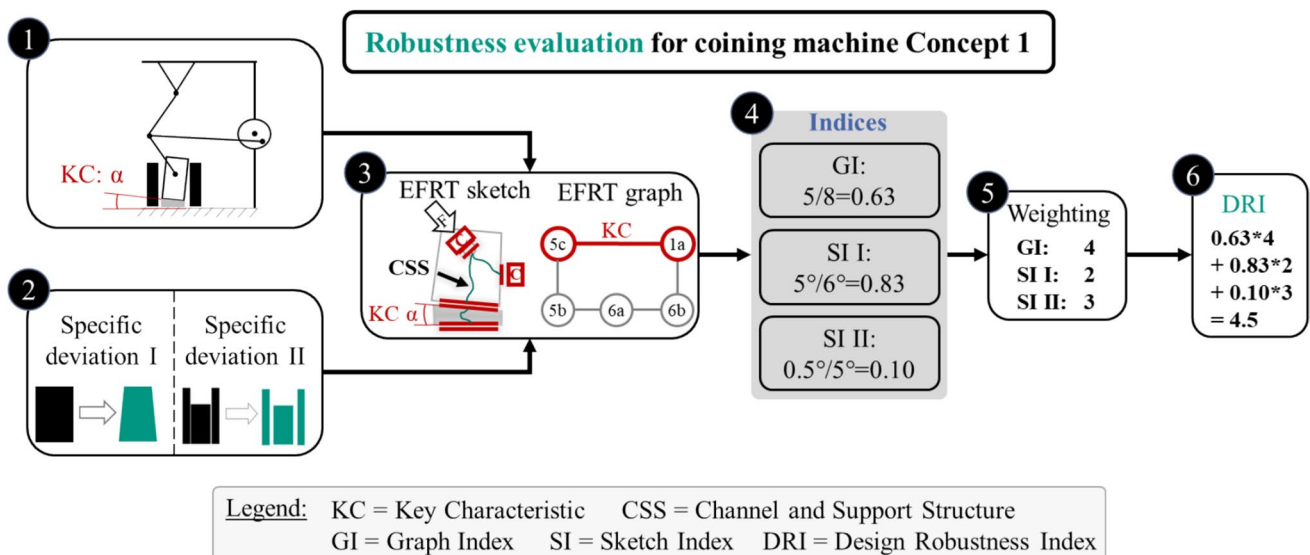 Robustness evaluation for coining machine Concept 1
1
KC: α
2
Specific deviation I
Specific deviation II
3
EFRT sketch
F
C
C
CSS
KC α
EFRT graph
KC
5c
1a
5b
6a
6b
4
Indices
GI:
5/8=0.63
SI I:
5°/6°=0.83
SI II:
0.5°/5°=0.10
5
Weighting
GI: 4
SI I: 2
SI II: 3
6
DRI
0.63*4
+ 0.83*2
+ 0.10*3
= 4.5
Legend: KC = Key Characteristic CSS = Channel and Support Structure
GI = Graph Index SI = Sketch Index DRI = Design Robustness Index